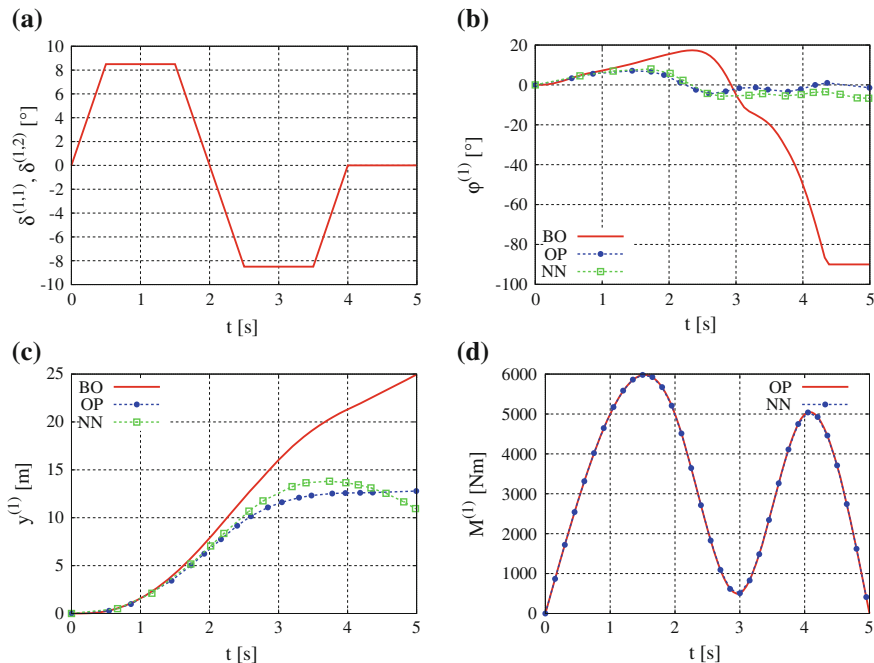 (a)
10
8
6
4
2
0
-2
-4
-6
-8
-10
δ(1,1), δ(1,2) [°]
0 1 2 3 4 5
t [s]
(b)
20
0
-20
-40
-60
-80
-100
φ(1) [°]
BO
OP
NN
0 1 2 3 4 5
t [s]
(c)
25
20
15
10
5
0
y(1) [m]
BO
OP
NN
0 1 2 3 4 5
t [s]
(d)
6000
5000
4000
3000
2000
1000
0
M(1) [Nm]
OP
NN
0 1 2 3 4 5
t [s]